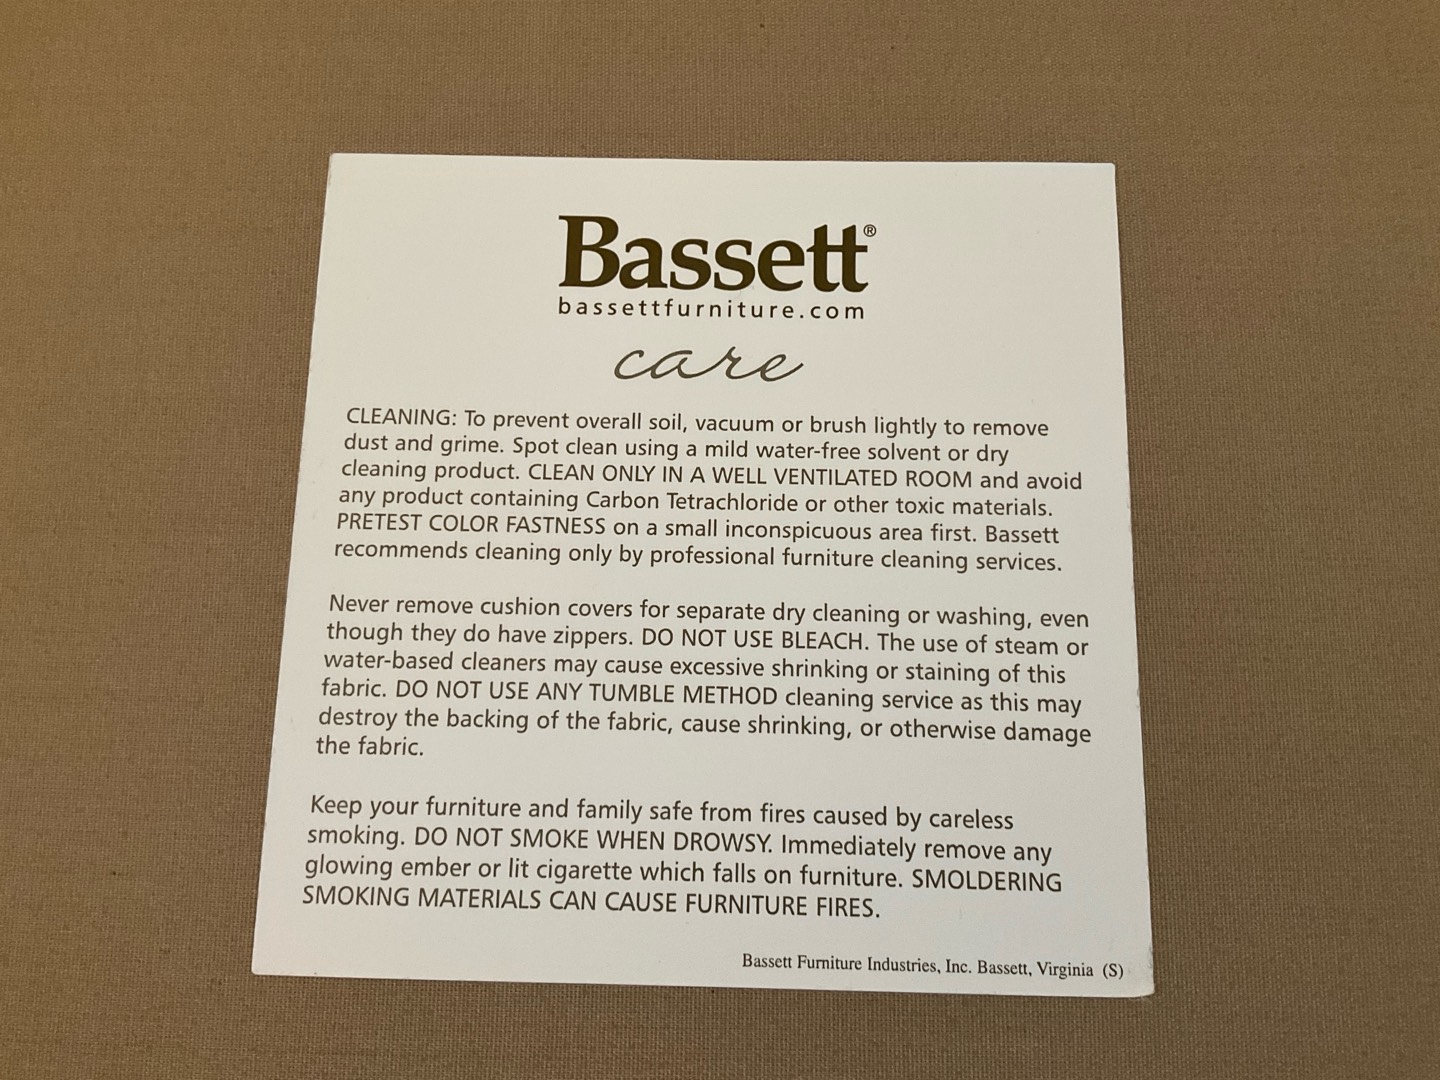 Bassett®
bassettfurniture.com
care
CLEANING: To prevent overall soil, vacuum or brush lightly to remove
dust and grime. Spot clean using a mild water-free solvent or dry
cleaning product. CLEAN ONLY IN A WELL VENTILATED ROOM and avoid
any product containing Carbon Tetrachloride or other toxic materials.
PRETEST COLOR FASTNESS on a small inconspicuous area first. Bassett
recommends cleaning only by professional furniture cleaning services.
Never remove cushion covers for separate dry cleaning or washing, even
though they do have zippers. DO NOT USE BLEACH. The use of steam or
water-based cleaners may cause excessive shrinking or staining of this
fabric. DO NOT USE ANY TUMBLE METHOD cleaning service as this may
destroy the backing of the fabric, cause shrinking, or otherwise damage
the fabric.
Keep your furniture and family safe from fires caused by careless
smoking. DO NOT SMOKE WHEN DROWSY. Immediately remove any
glowing ember or lit cigarette which falls on furniture. SMOLDERING
SMOKING MATERIALS CAN CAUSE FURNITURE FIRES.
Bassett Furniture Industries, Inc. Bassett, Virginia (S)